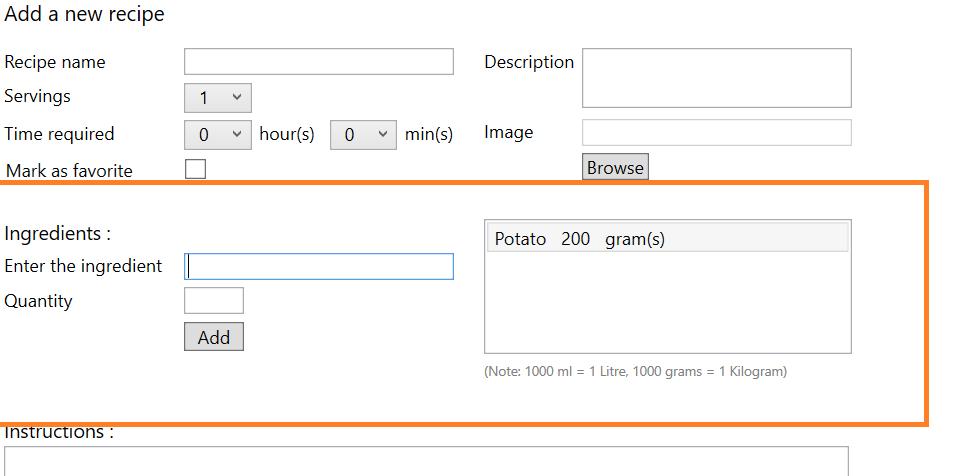 Add a new recipe
Recipe name
Description
Servings
1
Time required
0 hour(s) 0 min(s)
Image
Mark as favorite
Browse
Ingredients :
Enter the ingredient
Quantity
Add
Potato 200 gram(s)
(Note: 1000 ml = 1 Litre, 1000 grams = 1 Kilogram)
Instructions :